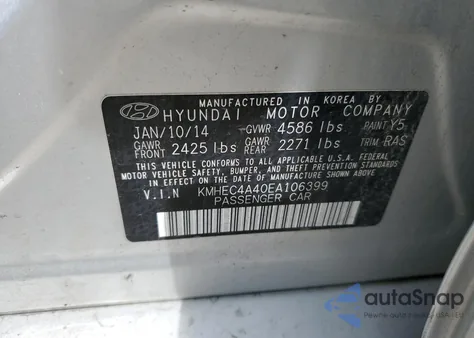 MANUFACTURED IN KOREA BY
HYUNDAI MOTOR COMPANY
JAN/10/14 GVWR 4586 lbs PAINT Y5
GAWR FRONT 2425 lbs GAWR REAR 2271 lbs TRIM RAS
THIS VEHICLE CONFORMS TO ALL APPLICABLE U.S.A. FEDERAL
MOTOR VEHICLE SAFETY, BUMPER, AND THEFT PREVENTION
STANDARDS IN EFFECT ON THE DATE OF MANUFACTURE SHOWN ABOVE.
V.I.N KMHEC4A40EA106399
PASSENGER CAR
autoSnap
Pewne auto z